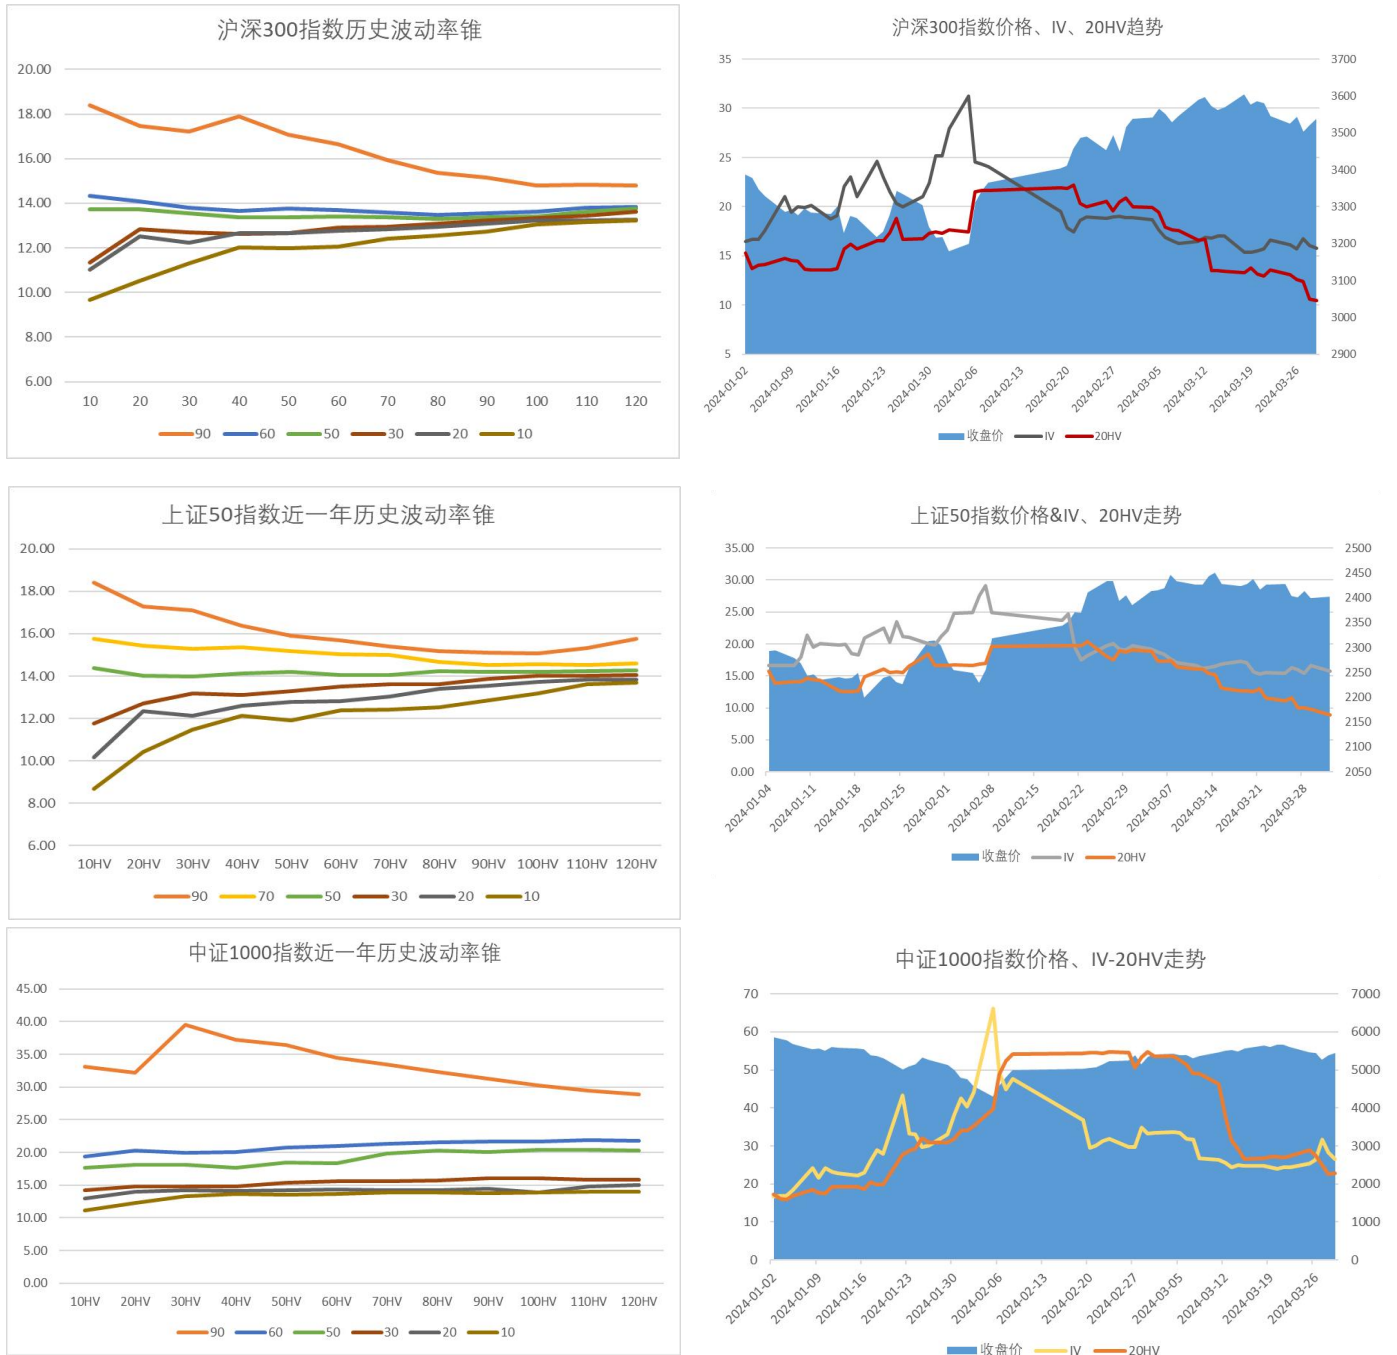 沪深300指数历史波动率锥
20.00
18.00
16.00
14.00
12.00
10.00
8.00
6.00
10 20 30 40 50 60 70 80 90 100 110 120
90 60 50 30 20 10
沪深300指数价格、IV、20HV趋势
35 3700
30 3600
3500
25 3400
20 3300
15 3200
3100
10 3000
5 2900
2024-01-02 2024-01-09 2024-01-16 2024-01-23 2024-01-30 2024-02-06 2024-02-13 2024-02-20 2024-02-27 2024-03-05 2024-03-12 2024-03-19 2024-03-26
收盘价 IV 20HV
上证50指数近一年历史波动率锥
20.00
18.00
16.00
14.00
12.00
10.00
8.00
6.00
10HV 20HV 30HV 40HV 50HV 60HV 70HV 80HV 90HV 100HV 110HV 120HV
90 70 50 30 20 10
上证50指数价格&IV、20HV走势
35.00 2500
30.00 2450
25.00 2400
20.00 2350
2300
15.00 2250
10.00 2200
5.00 2150
2100
0.00 2050
2024-01-04 2024-01-11 2024-01-18 2024-01-25 2024-02-01 2024-02-08 2024-02-15 2024-02-22 2024-02-29 2024-03-07 2024-03-14 2024-03-21 2024-03-28
收盘价 IV 20HV
中证1000指数近一年历史波动率锥
45.00
40.00
35.00
30.00
25.00
20.00
15.00
10.00
5.00
0.00
10HV 20HV 30HV 40HV 50HV 60HV 70HV 80HV 90HV 100HV 110HV 120HV
90 60 50 30 20 10
中证1000指数价格、IV-20HV走势
70 7000
60 6000
50 5000
40 4000
30 3000
20 2000
10 1000
0 0
2024-01-02 2024-01-09 2024-01-16 2024-01-23 2024-01-30 2024-02-06 2024-02-13 2024-02-20 2024-02-27 2024-03-05 2024-03-12 2024-03-19 2024-03-26
收盘价 IV 20HV